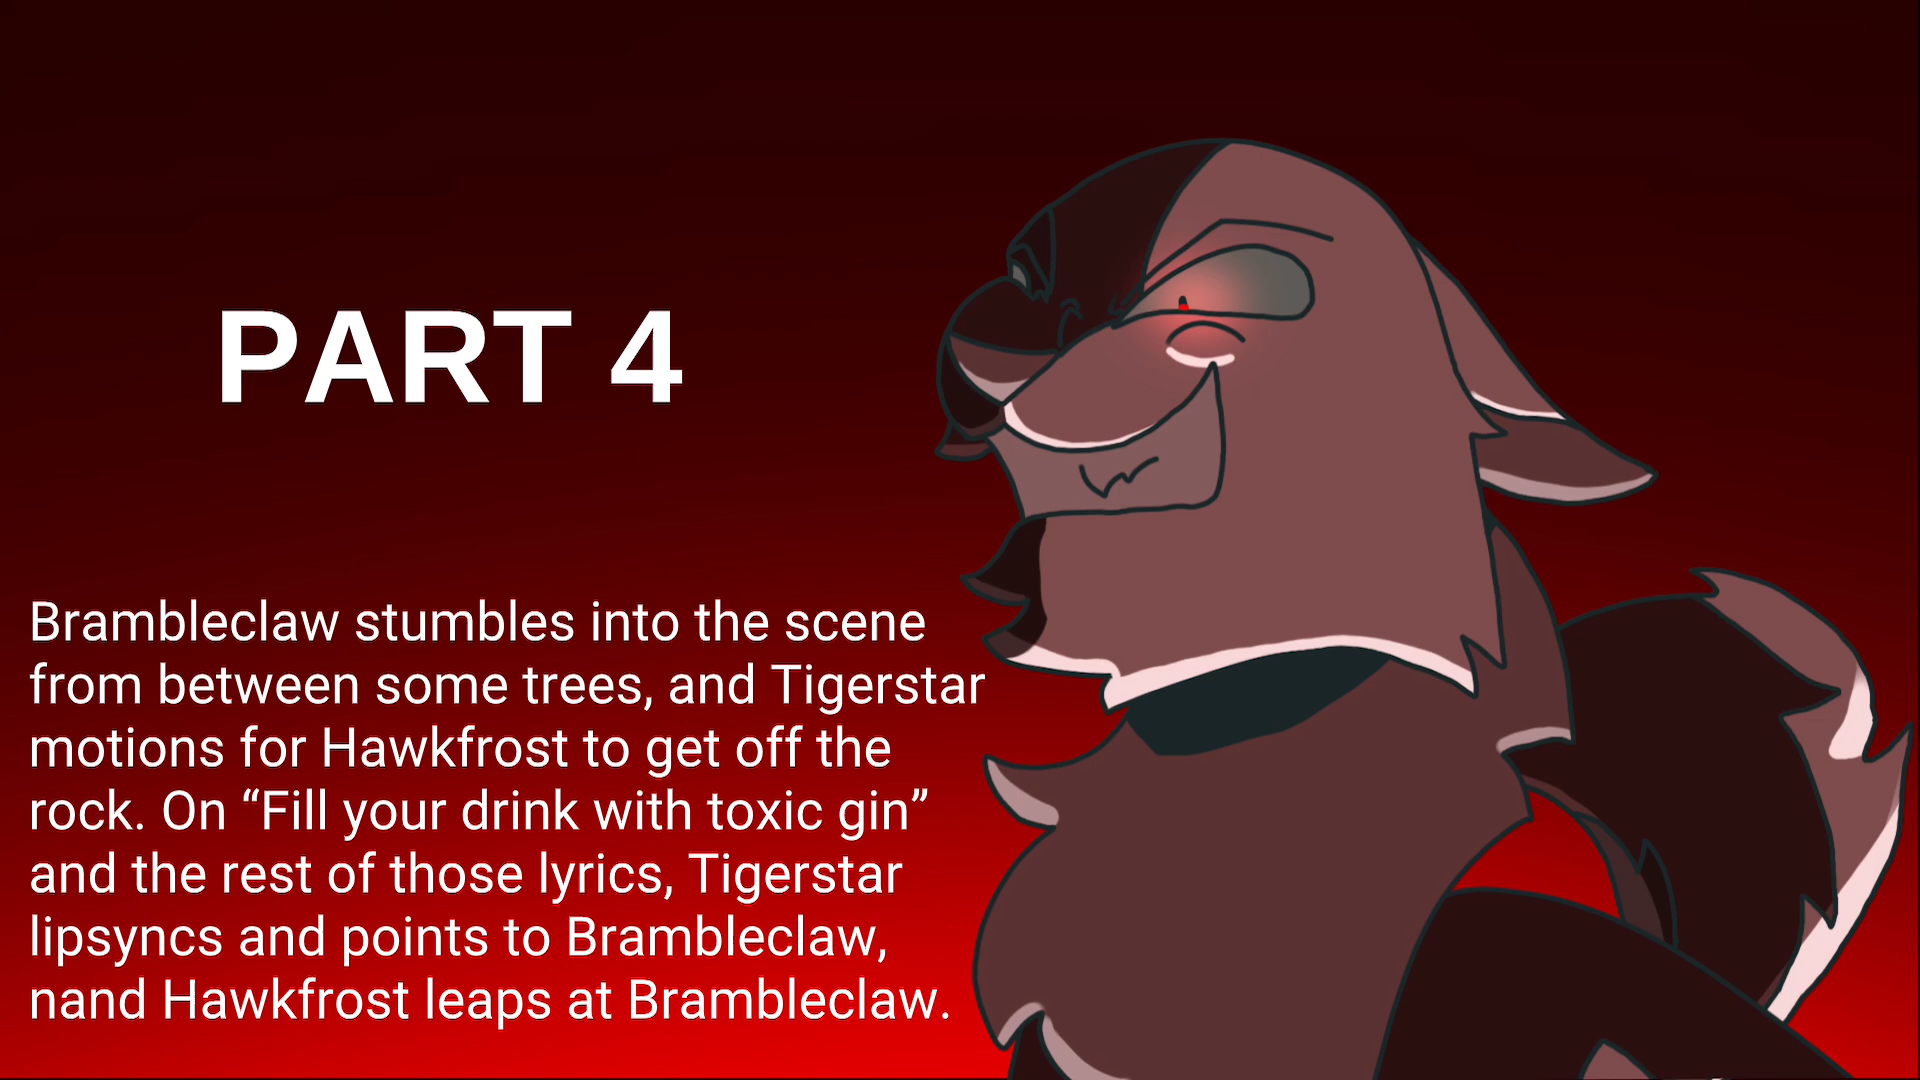 PART 4
Brambleclaw stumbles into the scene
from between some trees, and Tigerstar
motions for Hawkfrost to get off the
rock. On “Fill your drink with toxic gin”
and the rest of those lyrics, Tigerstar
lipsyncs and points to Brambleclaw,
nand Hawkfrost leaps at Brambleclaw.